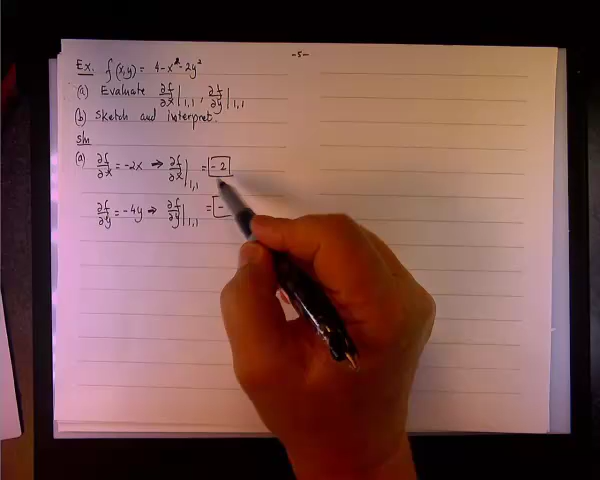 -5-
Ex. f(x,y) = 4-x²-2y²
(a) Evaluate ∂f/∂x|1,1 , ∂f/∂y|1,1
(b) Sketch and interpret.
Sln
(a) ∂f/∂x = -2x → ∂f/∂x|1,1 = -2
∂f/∂y = -4y → ∂f/∂y|1,1 = -